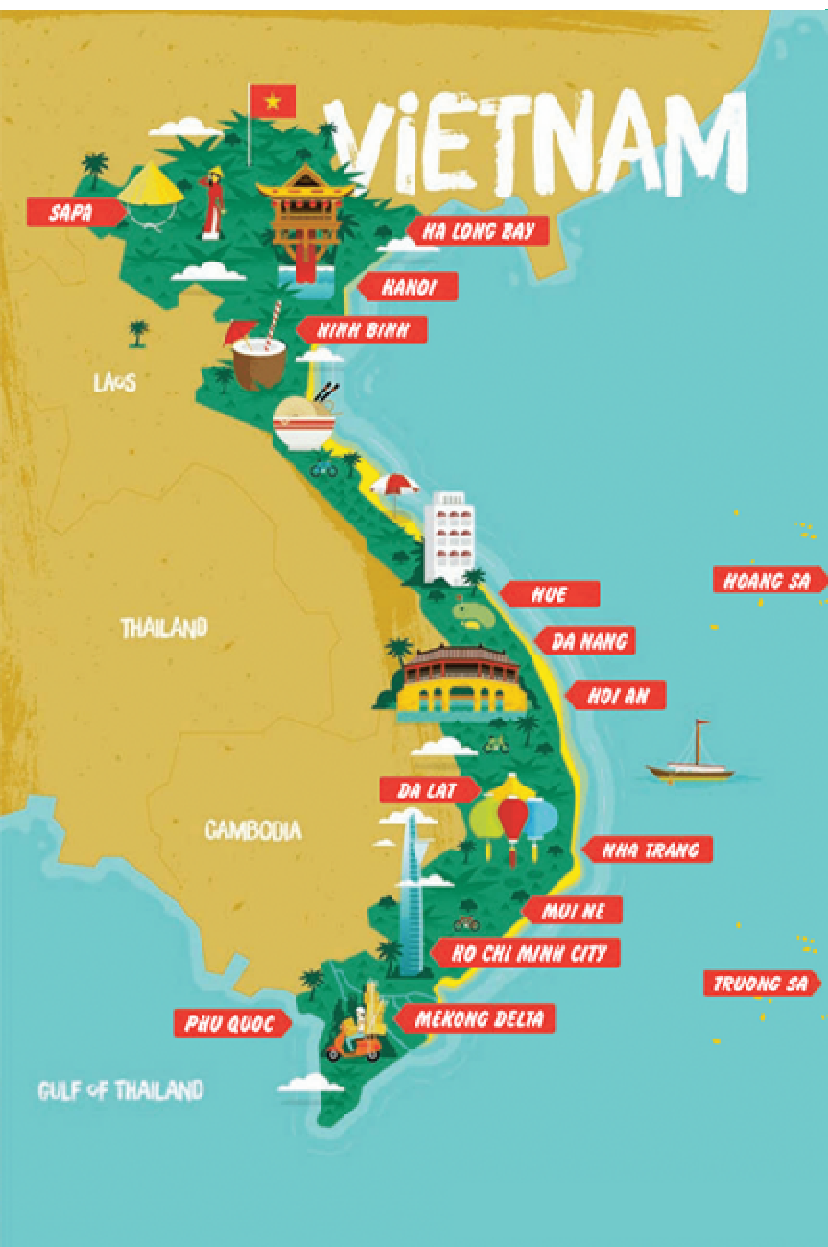 ViETNAM
SAPA
HA LONG BAY
HANOI
NINH BINH
LAOS
HUE
HOANG SA
THAILAND
DA NANG
HOI AN
DA LAT
CAMBODIA
NHA TRANG
MUI NE
HO CHI MINH CITY
TRUONG SA
PHU QUOC
MEKONG DELTA
GULF OF THAILAND